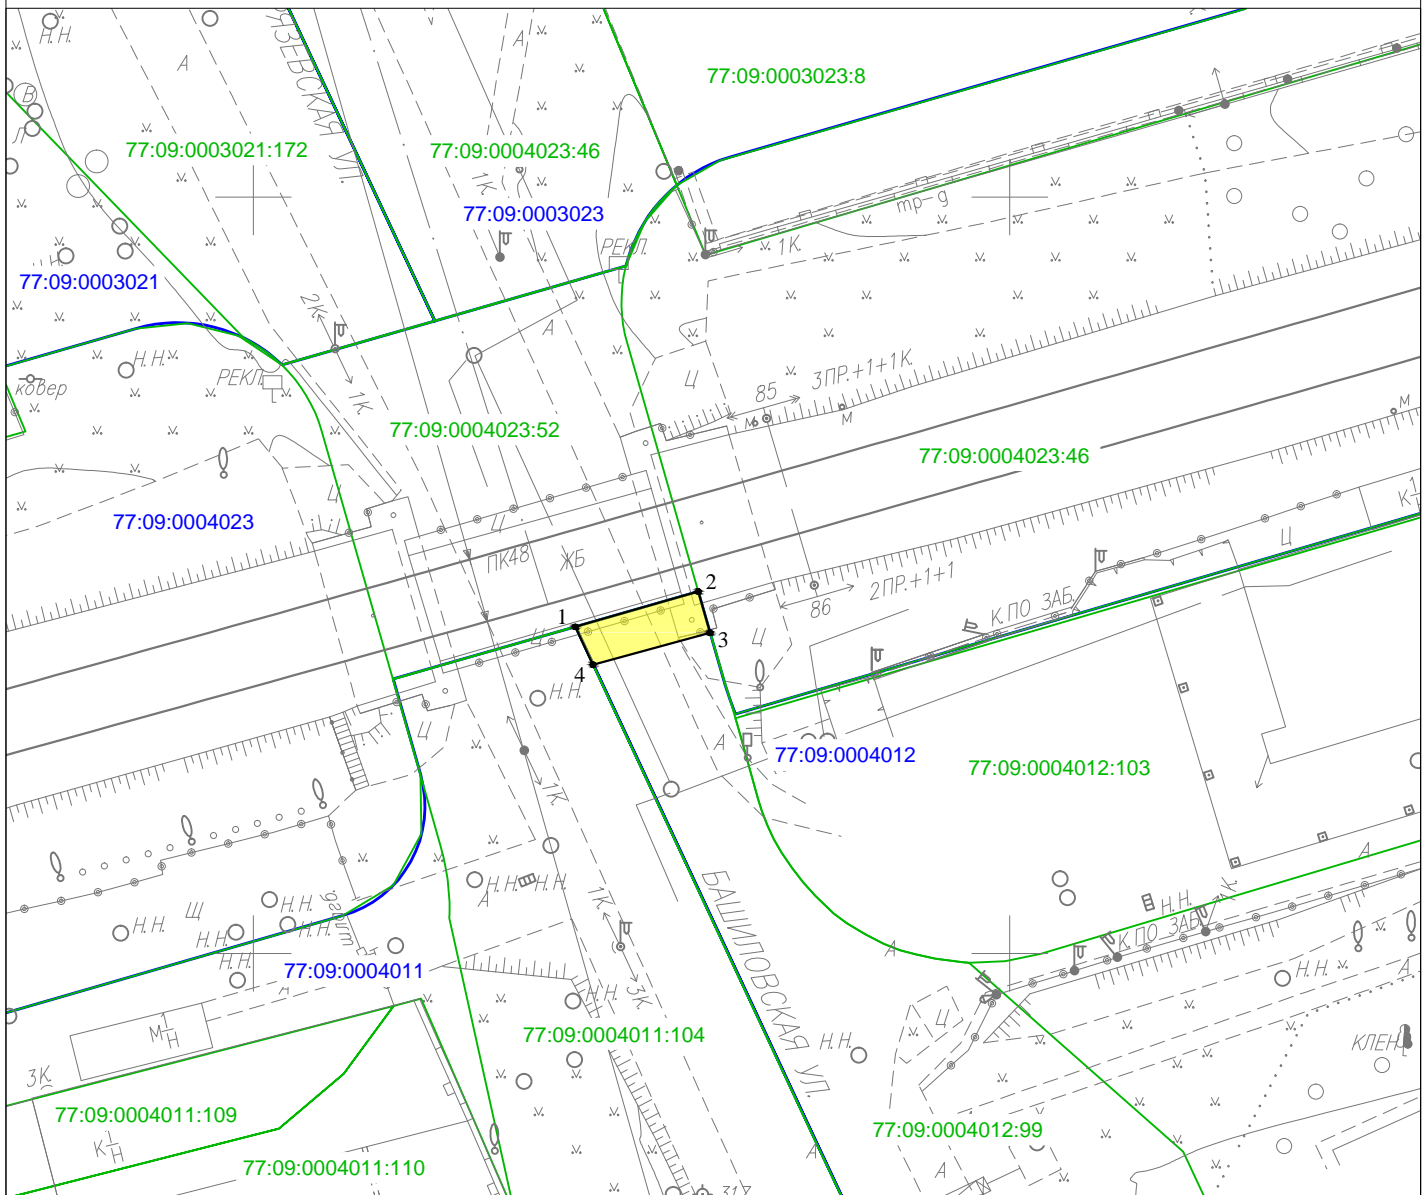 Н.Н.
А
А
ЯЗЕВСКАЯ УЛ.
77:09:0003023:8
В
Л
77:09:0003021:172
77:09:0004023:46
1К
77:09:0003023
тр-д
1К.
РЕКЛ.
77:09:0003021
2К
А
Н.Н.
РЕКЛ.
ковер
1К
Ц
85
3ПР.+1+1К.
М
М
77:09:0004023:52
77:09:0004023:46
Ц
К
77:09:0004023
Ц
Ц
ПК48
ЖБ
2ПР.+1+1
86
К.ПО ЗАБ.
2
1
3
4
Ц
Ц
Н.Н.
Ц
А
77:09:0004012
77:09:0004012:103
1К
А
А
Н.Н.
Н.Н.
1К
БАШИЛОВСКАЯ УЛ.
Н.Н.
Щ
Н.Н.
Н.Н.
Н.Н.
Н.Н.
1К.
К.ПО ЗАБ.
А
А
77:09:0004011
А
Н.Н.
3К
Н.Н.
М
Н
77:09:0004011:104
Н.Н.
Ц
КЛЕН
3К
77:09:0004011:109
77:09:0004012:99
К
Н
77:09:0004011:110
А
А
317